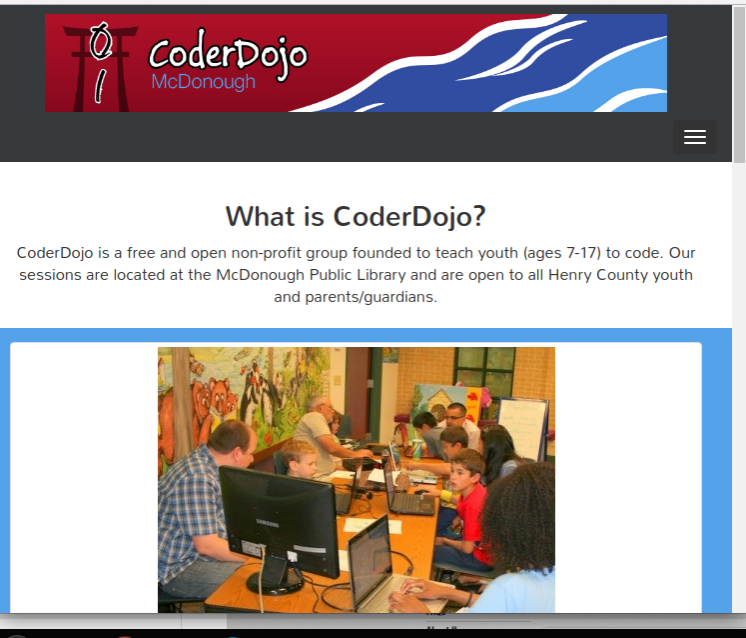 CoderDojo
McDonough
What is CoderDojo?
CoderDojo is a free and open non-profit group founded to teach youth (ages 7-17) to code. Our
sessions are located at the McDonough Public Library and are open to all Henry County youth
and parents/guardians.
SAMSUNG